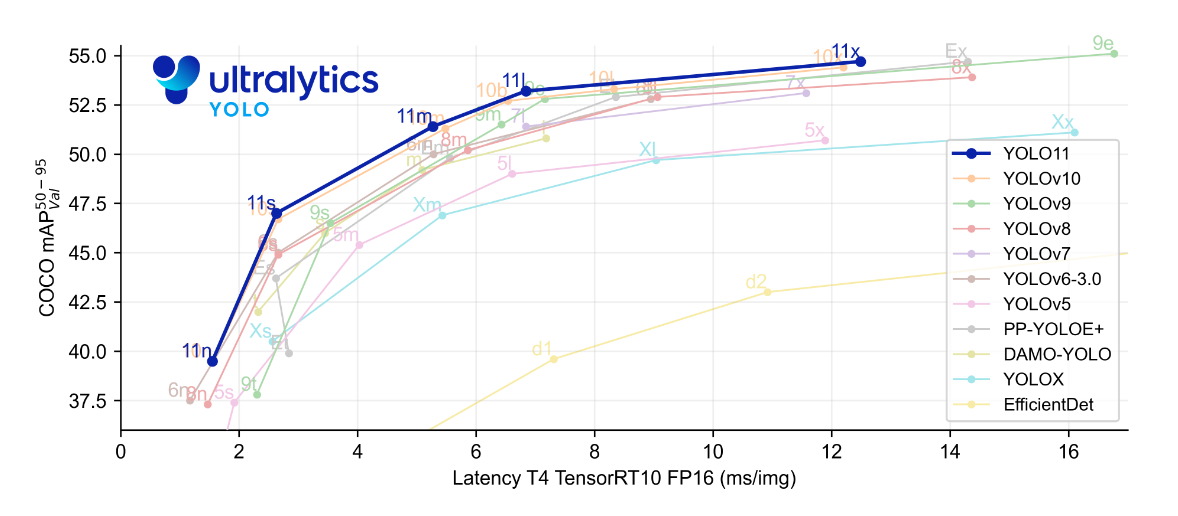 ultralytics
YOLO
COCO mAP50-95 Val
55.0
52.5
50.0
47.5
45.0
42.5
40.0
37.5
0
2
4
6
8
10
12
14
16
Latency T4 TensorRT10 FP16 (ms/img)
11n
11s
11m
11l
11x
10b
9t
9s
9m
9e
8n
8m
8x
7x
6n
5s
5m
5l
5x
Es
Ex
Xs
Xm
Xl
Xx
d1
d2
YOLO11
YOLOv10
YOLOv9
YOLOv8
YOLOv7
YOLOv6-3.0
YOLOv5
PP-YOLOE+
DAMO-YOLO
YOLOX
EfficientDet